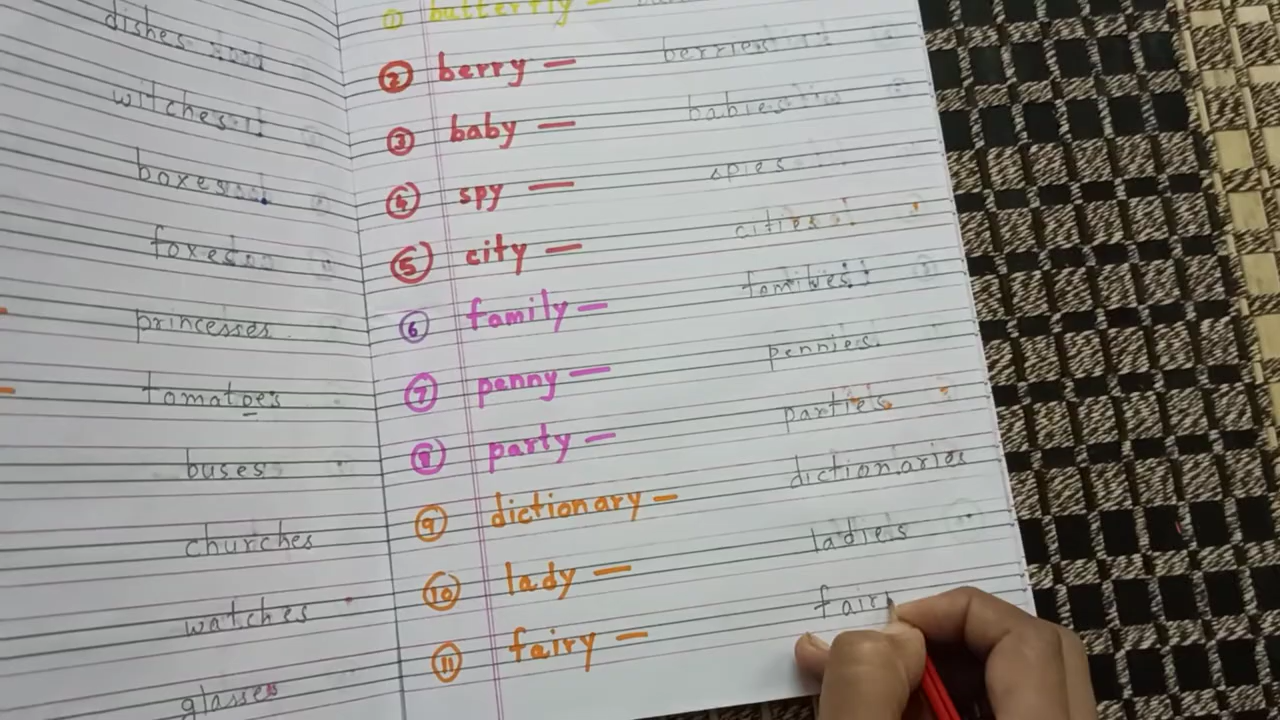 dishes
witches
boxes
foxes
princesses.
tomatoes
buses
churches
watches
glasses
① butterfly –
② berry – berries
③ baby – babies
④ spy – spies
⑤ city – cities
⑥ family – families
⑦ penny – pennies
⑧ party – parties
⑨ dictionary – dictionaries
⑩ lady – ladies
⑪ fairy – fair